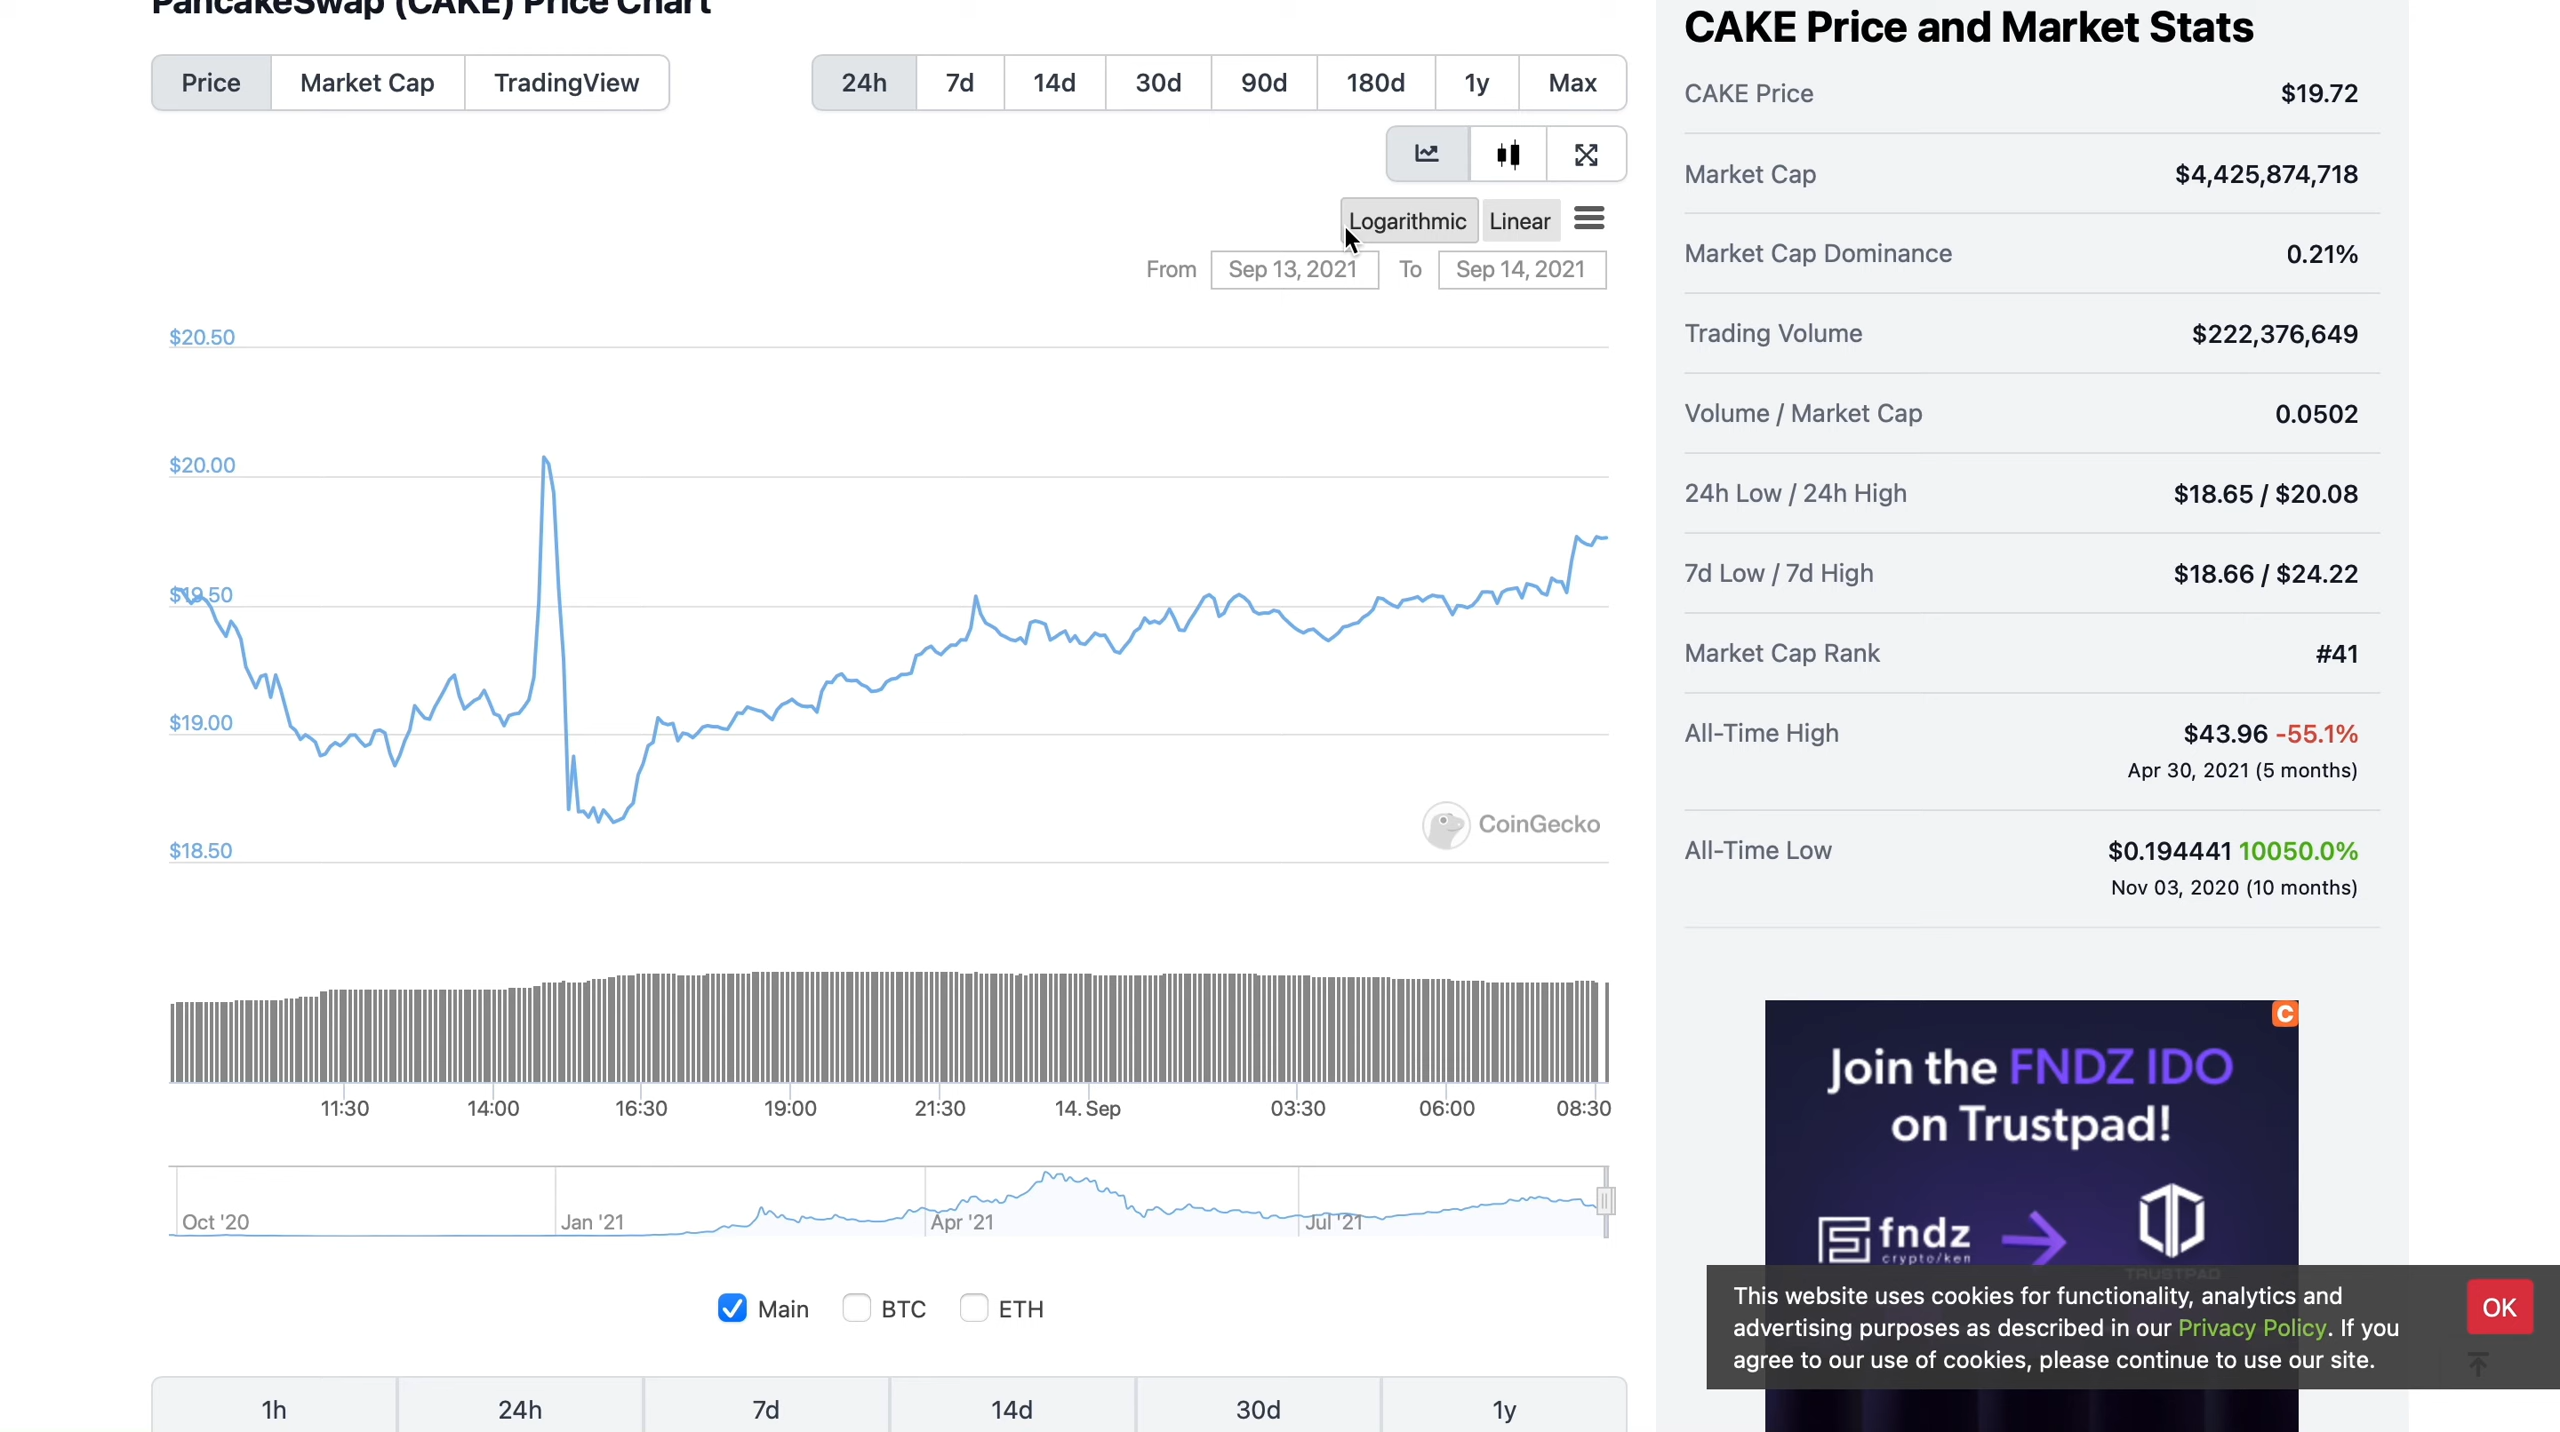 PancakeSwap (CAKE) Price Chart
Price Market Cap TradingView
24h 7d 14d 30d 90d 180d 1y Max
Logarithmic Linear
From Sep 13, 2021 To Sep 14, 2021
$20.50
$20.00
$19.50
$19.00
$18.50
CoinGecko
11:30 14:00 16:30 19:00 21:30 14. Sep 03:30 06:00 08:30
Oct '20 Jan '21 Apr '21 Jul '21
Main BTC ETH
1h 24h 7d 14d 30d 1y
CAKE Price and Market Stats
CAKE Price $19.72
Market Cap $4,425,874,718
Market Cap Dominance 0.21%
Trading Volume $222,376,649
Volume / Market Cap 0.0502
24h Low / 24h High $18.65 / $20.08
7d Low / 7d High $18.66 / $24.22
Market Cap Rank #41
All-Time High $43.96 -55.1%
Apr 30, 2021 (5 months)
All-Time Low $0.194441 10050.0%
Nov 03, 2020 (10 months)
C
Join the FNDZ IDO
on Trustpad!
fndz
crypto/ken
TRUSTPAD
This website uses cookies for functionality, analytics and
advertising purposes as described in our Privacy Policy. If you
agree to our use of cookies, please continue to use our site.
OK